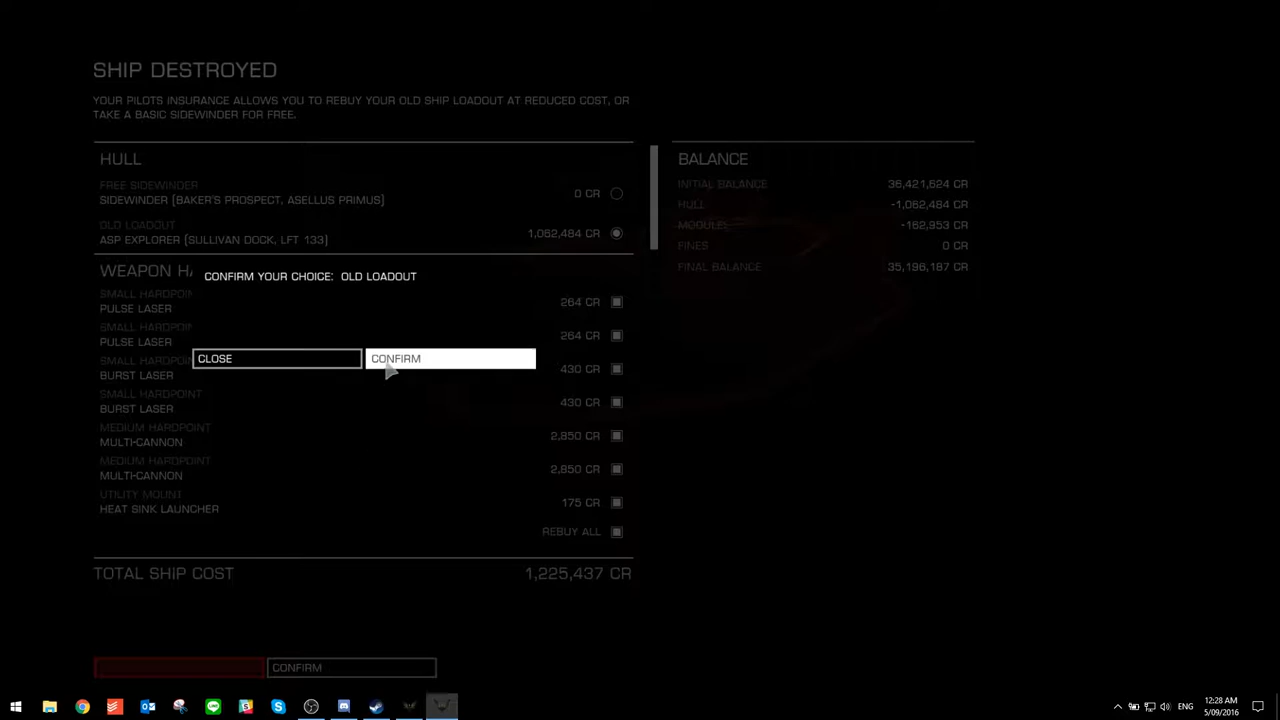 SHIP DESTROYED
YOUR PILOTS INSURANCE ALLOWS YOU TO REBUY YOUR OLD SHIP LOADOUT AT REDUCED COST, OR
TAKE A BASIC SIDEWINDER FOR FREE.
HULL
FREE SIDEWINDER
SIDEWINDER [BAKER'S PROSPECT, ASELLUS PRIMUS]
0 CR
OLD LOADOUT
ASP EXPLORER [SULLIVAN DOCK, LFT 133]
1,062,484 CR
WEAPON HA
CONFIRM YOUR CHOICE: OLD LOADOUT
SMALL HARDPOIN
PULSE LASER
264 CR
SMALL HARDPOIN
PULSE LASER
264 CR
CLOSE
CONFIRM
SMALL HARDPOIN
BURST LASER
430 CR
SMALL HARDPOINT
BURST LASER
430 CR
MEDIUM HARDPOINT
MULTI-CANNON
2,850 CR
MEDIUM HARDPOINT
MULTI-CANNON
2,850 CR
UTILITY MOUNT
HEAT SINK LAUNCHER
175 CR
REBUY ALL
TOTAL SHIP COST
1,225,437 CR
CONFIRM
BALANCE
INITIAL BALANCE 36,421,624 CR
HULL -1,062,484 CR
MODULES -162,953 CR
FINES 0 CR
FINAL BALANCE 35,196,187 CR
ENG
12:28 AM
5/09/2016